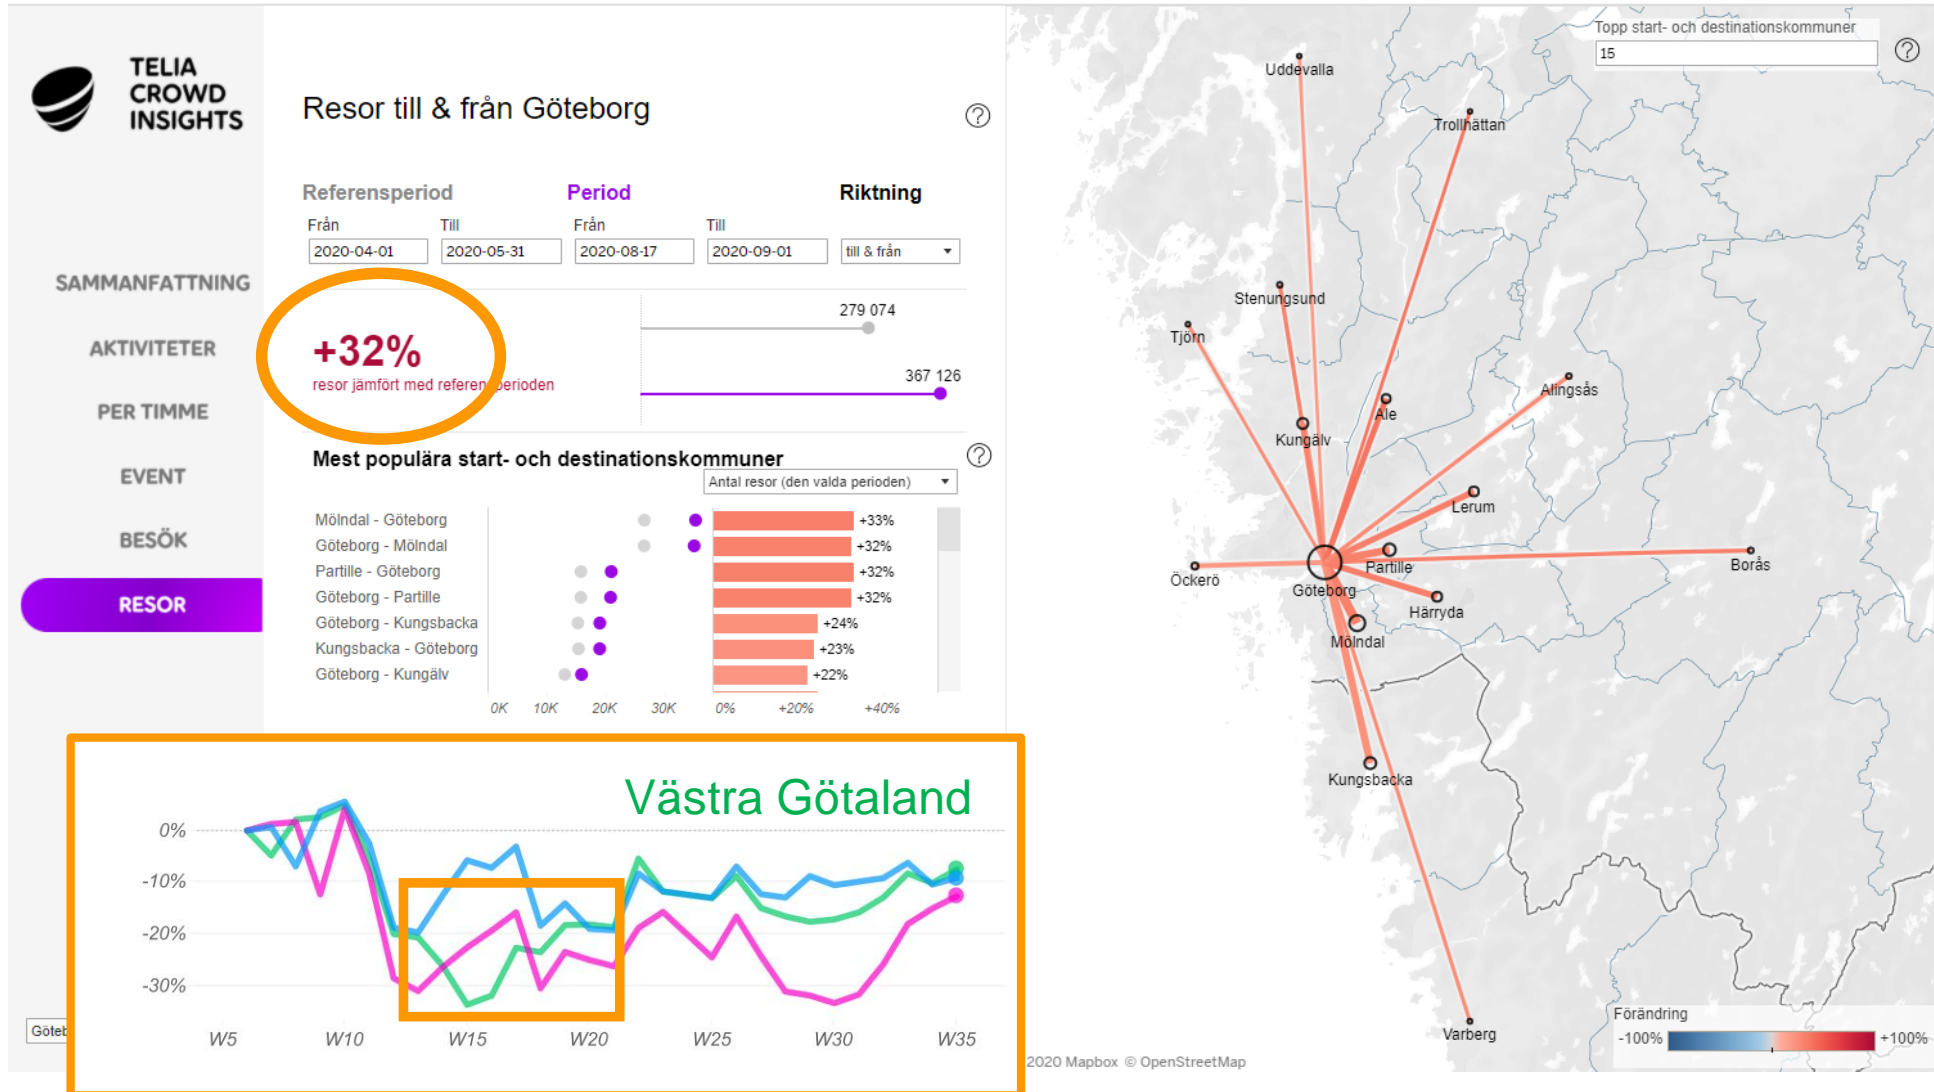 TELIA
CROWD
INSIGHTS
SAMMANFATTNING
AKTIVITETER
PER TIMME
EVENT
BESÖK
RESOR
Resor till & från Göteborg
?
Referensperiod Period Riktning
Från Till Från Till
2020-04-01 2020-05-31 2020-08-17 2020-09-01 till & från
279 074
+32%
resor jämfört med referensperioden
367 126
Mest populära start- och destinationskommuner
?
Antal resor (den valda perioden)
Mölndal - Göteborg +33%
Göteborg - Mölndal +32%
Partille - Göteborg +32%
Göteborg - Partille +32%
Göteborg - Kungsbacka +24%
Kungsbacka - Göteborg +23%
Göteborg - Kungälv +22%
0K 10K 20K 30K 0% +20% +40%
Västra Götaland
0%
-10%
-20%
-30%
W5 W10 W15 W20 W25 W30 W35
Göteb
Topp start- och destinationskommuner
15
?
Uddevalla
Trollhättan
Stenungsund
Tjörn
Alingsås
Ale
Kungälv
Lerum
Partille
Borås
Öckerö
Göteborg
Härryda
Mölndal
Kungsbacka
Varberg
Förändring
-100% +100%
2020 Mapbox © OpenStreetMap